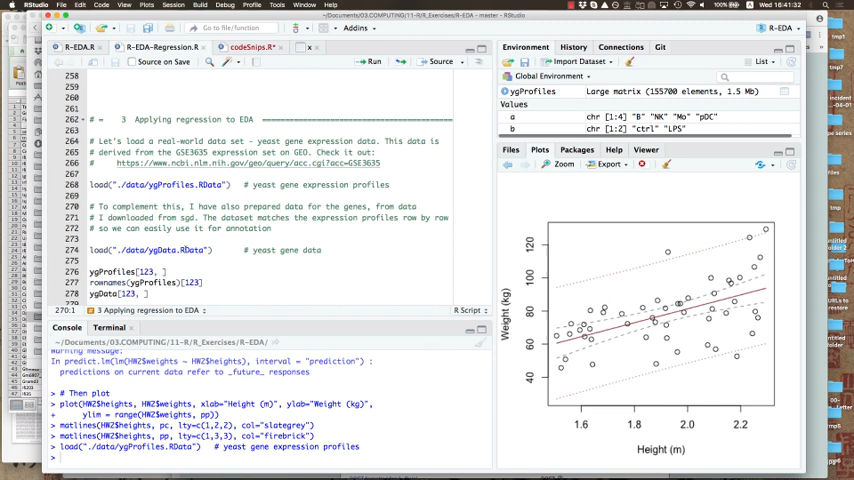 RStudio File Edit Code View Plots Session Build Debug Profile Tools Window Help
100% Wed 16:41:32
~/Documents/03.COMPUTING/11-R/R_Exercises/R-EDA - master - RStudio
Go to file/function
Addins
R-EDA
R-EDA.R
R-EDA-Regression.R
codeSnips.R*
x
Source on Save
Run
Source
258
259
260
261
262 # = 3 Applying regression to EDA ==========================================
263
264 # Let's load a real-world data set - yeast gene expression data. This data is
265 # derived from the GSE3635 expression set on GEO. Check it out:
266 # https://www.ncbi.nlm.nih.gov/geo/query/acc.cgi?acc=GSE3635
267
268 load("./data/ygProfiles.RData") # yeast gene expression profiles
269
270 # To complement this, I have also prepared data for the genes, from data
271 # I downloaded from sgd. The dataset matches the expression profiles row by row
272 # so we can easily use it for annotation
273
274 load("./data/ygData.RData") # yeast gene data
275
276 ygProfiles[123, ]
277 rownames(ygProfiles)[123]
278 ygData[123, ]
279
270:1
3 Applying regression to EDA
R Script
Console
Terminal
~/Documents/03.COMPUTING/11-R/R_Exercises/R-EDA/
Warning message:
In predict.lm(lm(HW2$weights ~ HW2$heights), interval = "prediction") :
predictions on current data refer to _future_ responses
> # Then plot
> plot(HW2$heights, HW2$weights, xlab="Height (m)", ylab="Weight (kg)",
+ ylim = range(HW2$weights, pp))
> matlines(HW2$heights, pc, lty=c(1,2,2), col="slategrey")
> matlines(HW2$heights, pp, lty=c(1,3,3), col="firebrick")
> load("./data/ygProfiles.RData") # yeast gene expression profiles
>
Environment
History
Connections
Git
Import Dataset
List
Global Environment
ygProfiles Large matrix (155700 elements, 1.5 Mb)
Values
a chr [1:4] "B" "NK" "Mo" "pDC"
b chr [1:2] "ctrl" "LPS"
Files
Plots
Packages
Help
Viewer
Zoom
Export
Weight (kg)
120
100
80
60
40
1.6
1.8
2.0
2.2
Height (m)
tmp1
tmp